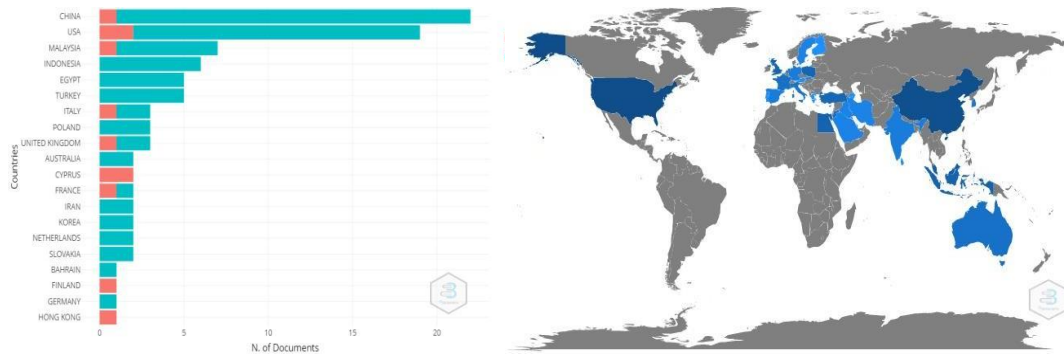 Countries
CHINA
USA
MALAYSIA
INDONESIA
EGYPT
TURKEY
ITALY
POLAND
UNITED KINGDOM
AUSTRALIA
CYPRUS
FRANCE
IRAN
KOREA
NETHERLANDS
SLOVAKIA
BAHRAIN
FINLAND
GERMANY
HONG KONG
0 5 10 15 20
N. of Documents